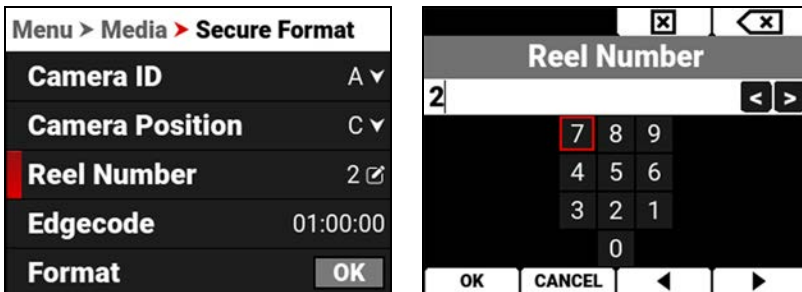 Menu > Media > Secure Format
Camera ID A
Camera Position C
Reel Number 2
Edgecode 01:00:00
Format OK
Reel Number
2 < >
7 8 9
4 5 6
3 2 1
0
OK CANCEL ◀ ▶